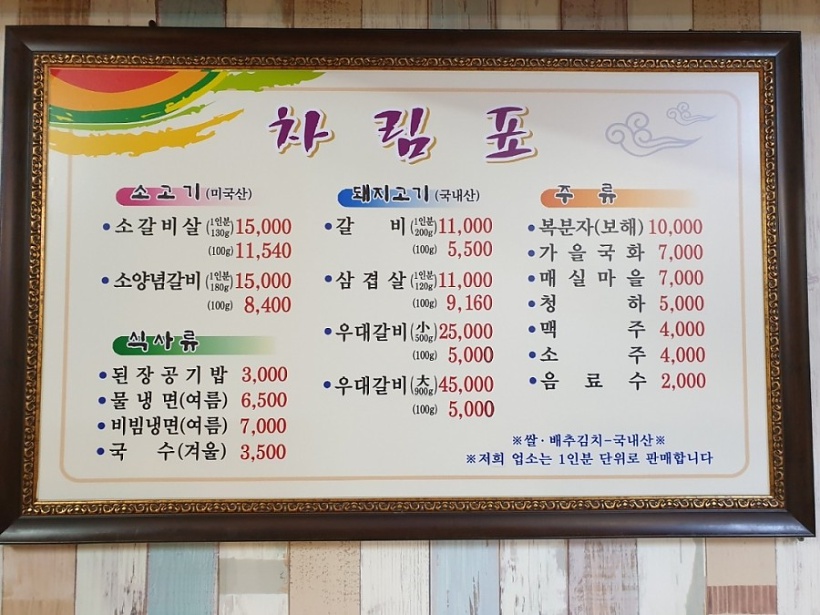 차림표
소고기(미국산)
• 소갈비살(1인분 130g) 15,000
(100g) 11,540
• 소양념갈비(1인분 180g) 15,000
(100g) 8,400
식사류
• 된장공기밥 3,000
• 물냉면(여름) 6,500
• 비빔냉면(여름) 7,000
• 국수(겨울) 3,500
돼지고기(국내산)
• 갈비(1인분 200g) 11,000
(100g) 5,500
• 삼겹살(1인분 120g) 11,000
(100g) 9,160
• 우대갈비(小 500g) 25,000
(100g) 5,000
• 우대갈비(大 900g) 45,000
(100g) 5,000
주류
• 복분자(보해) 10,000
• 가을국화 7,000
• 매실마을 7,000
• 청하 5,000
• 맥주 4,000
• 소주 4,000
• 음료수 2,000
※쌀·배추김치-국내산※
※저희 업소는 1인분 단위로 판매합니다